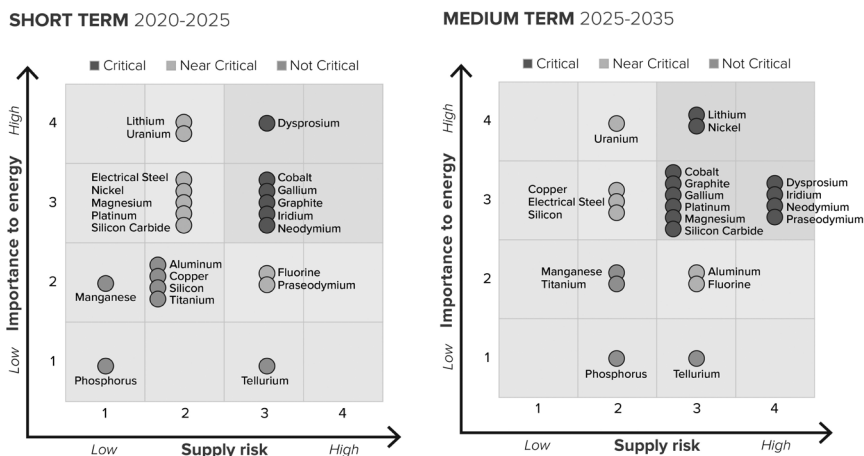 SHORT TERM 2020-2025
Critical Near Critical Not Critical
High
Importance to energy
Low
4
3
2
1
Lithium
Uranium
Dysprosium
Electrical Steel
Nickel
Magnesium
Platinum
Silicon Carbide
Cobalt
Gallium
Graphite
Iridium
Neodymium
Manganese
Aluminum
Copper
Silicon
Titanium
Fluorine
Praseodymium
Phosphorus
Tellurium
1 2 3 4
Low Supply risk High
MEDIUM TERM 2025-2035
Critical Near Critical Not Critical
High
Importance to energy
Low
4
3
2
1
Uranium
Lithium
Nickel
Copper
Electrical Steel
Silicon
Cobalt
Graphite
Gallium
Platinum
Magnesium
Silicon Carbide
Dysprosium
Iridium
Neodymium
Praseodymium
Manganese
Titanium
Aluminum
Fluorine
Phosphorus
Tellurium
1 2 3 4
Low Supply risk High